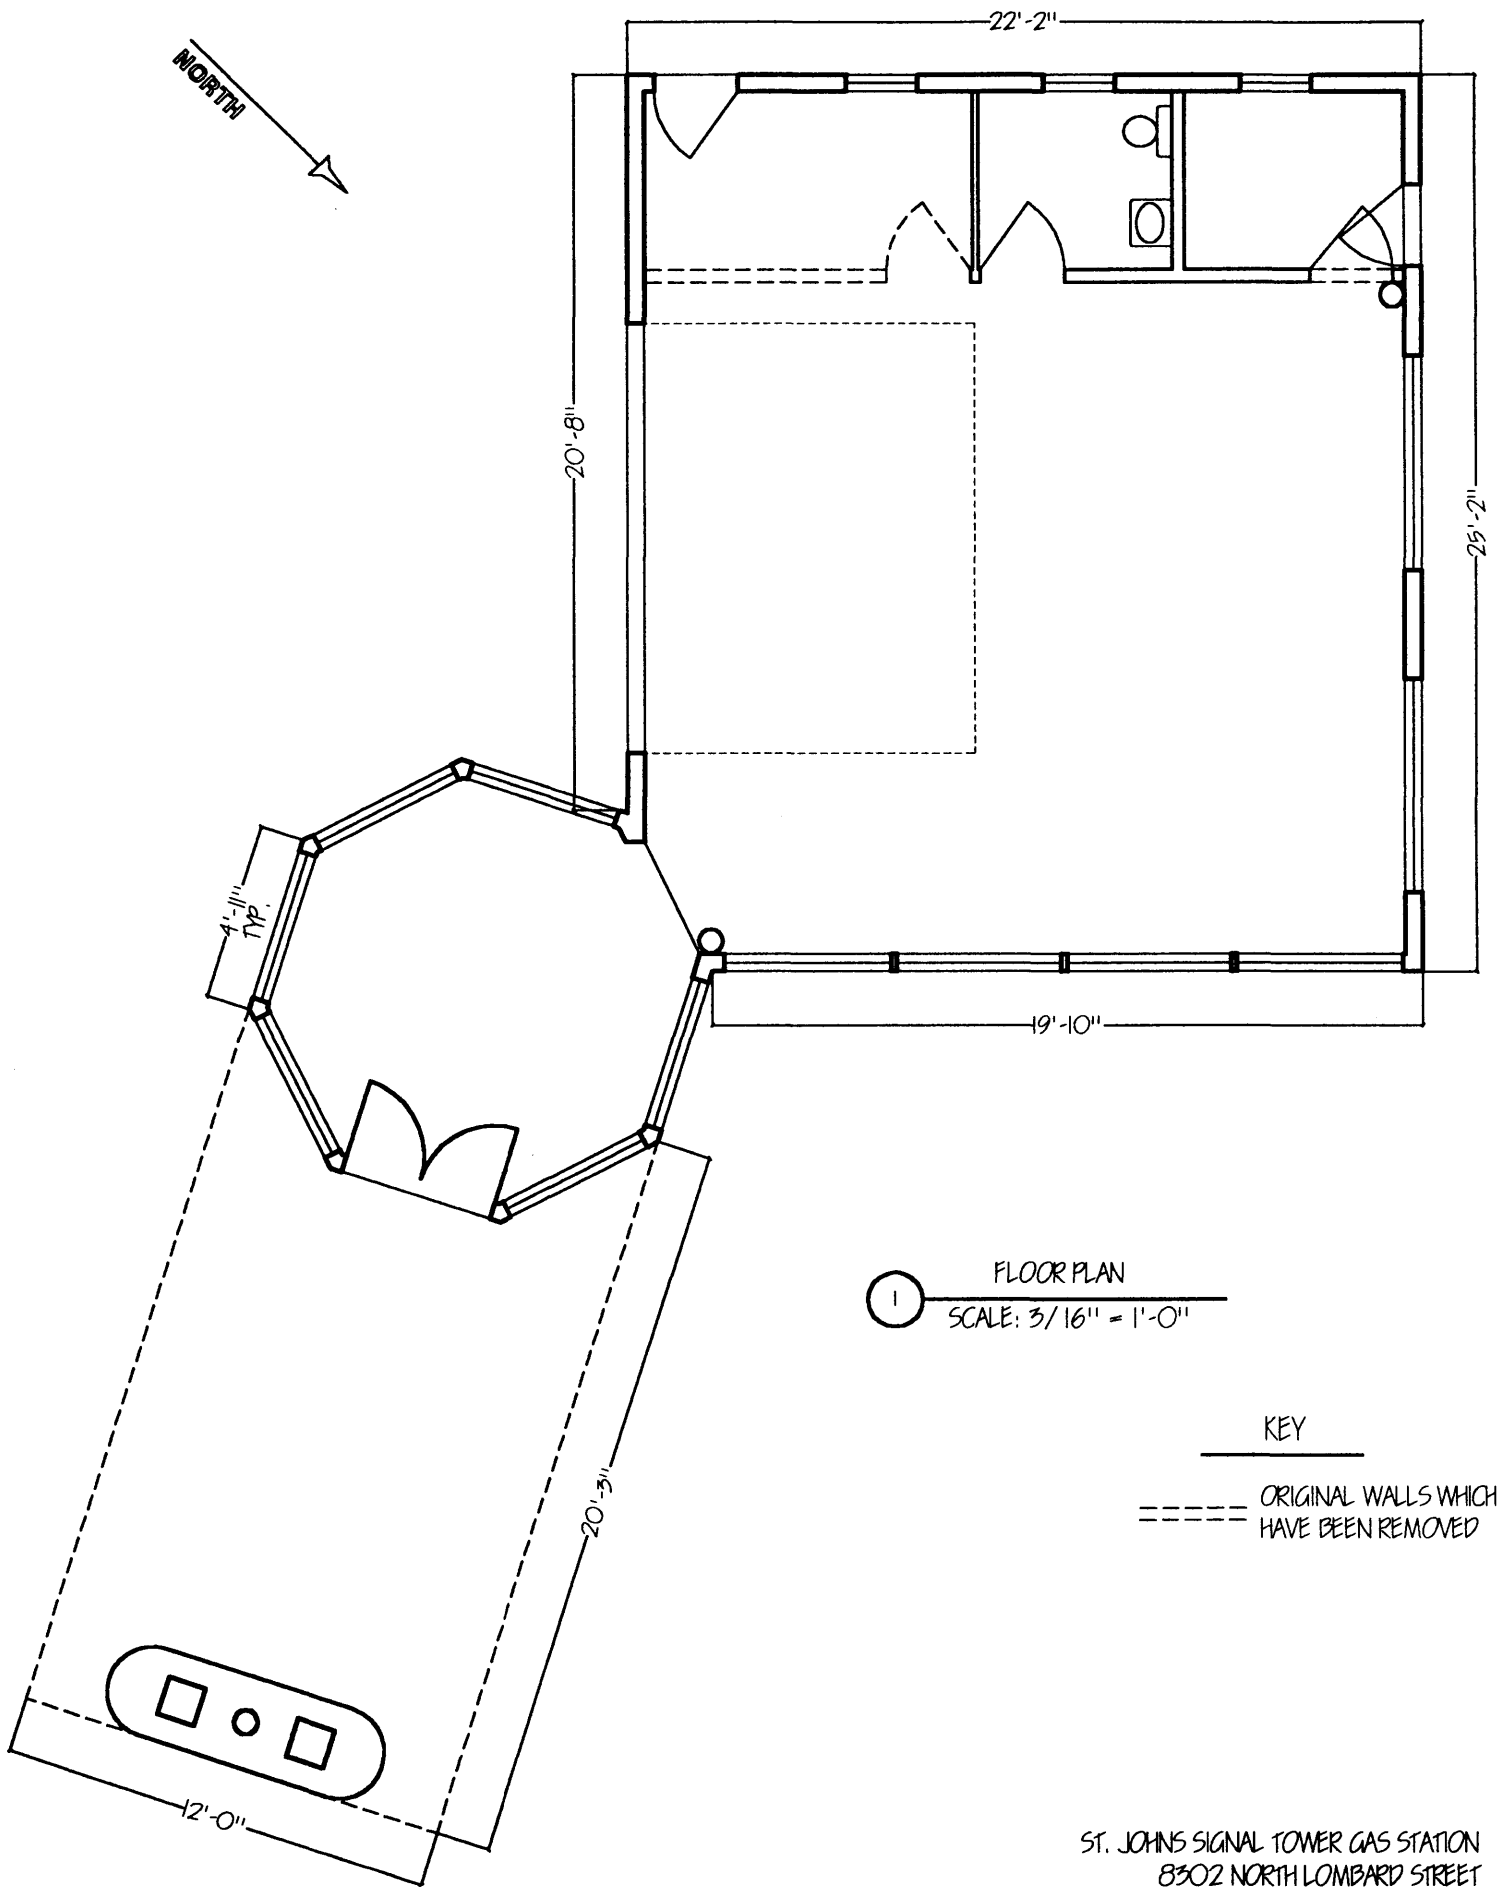 22'-2"
NORTH
20'-8"
25'-2"
4'-11"
TYP.
19'-10"
FLOOR PLAN
1
SCALE: 3/16" = 1'-0"
KEY
20'-3"
ORIGINAL WALLS WHICH
HAVE BEEN REMOVED
12'-0"
ST. JOHNS SIGNAL TOWER GAS STATION
8302 NORTH LOMBARD STREET